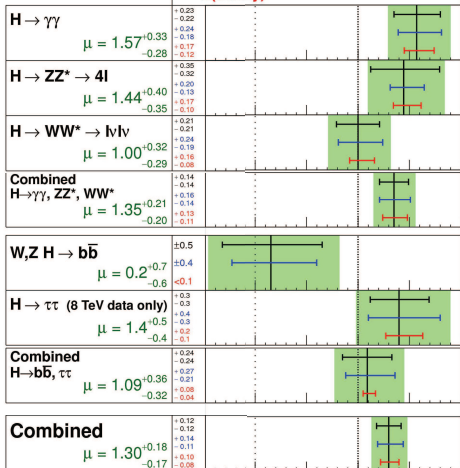 H → γγ
+0.23
-0.22
+0.24
-0.18
+0.17
-0.12
μ = 1.57+0.33
-0.28
H → ZZ* → 4l
+0.35
-0.32
+0.20
-0.13
+0.17
-0.10
μ = 1.44+0.40
-0.35
H → WW* → lνlν
+0.21
-0.21
+0.24
-0.19
+0.16
-0.08
μ = 1.00+0.32
-0.29
Combined
H→γγ, ZZ*, WW*
+0.14
-0.14
+0.16
-0.14
+0.13
-0.11
μ = 1.35+0.21
-0.20
W,Z H → bb̅
±0.5
±0.4
<0.1
μ = 0.2+0.7
-0.6
H → ττ (8 TeV data only)
+0.3
-0.3
+0.4
-0.3
+0.2
-0.1
μ = 1.4+0.5
-0.4
Combined
H→bb̅, ττ
+0.24
-0.24
+0.27
-0.21
+0.08
-0.04
μ = 1.09+0.36
-0.32
Combined
+0.12
-0.12
+0.14
-0.11
+0.10
-0.08
μ = 1.30+0.18
-0.17